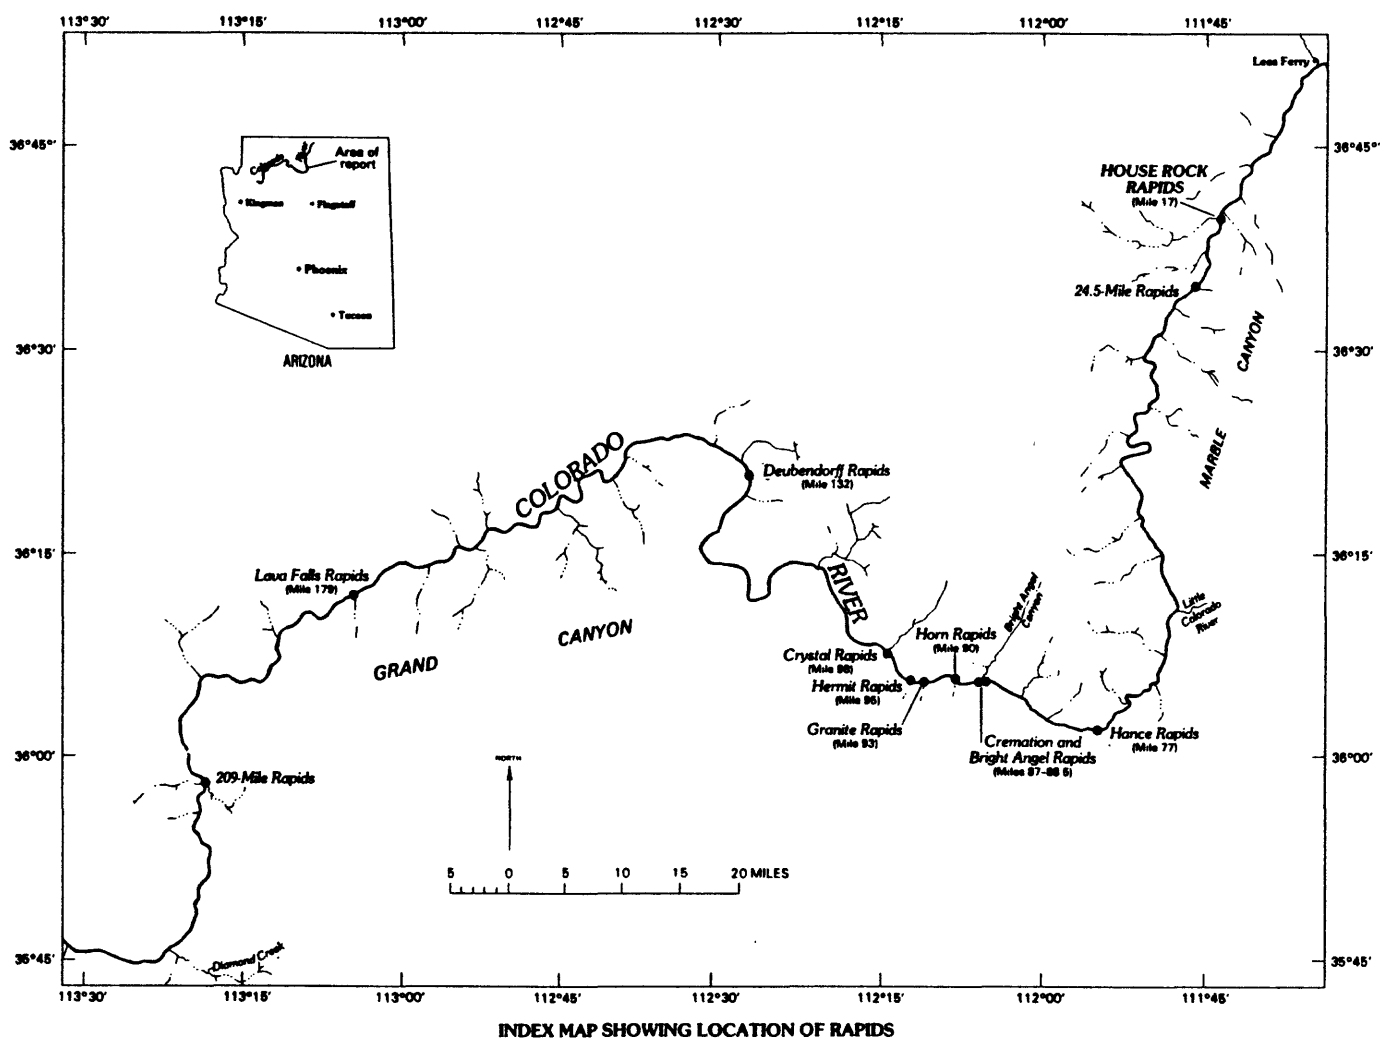 113°30' 113°15' 113°00' 112°45' 112°30' 112°15' 112°00' 111°45'
Lees Ferry
36°45' 36°45'
Area of
report
Kingman
Flagstaff
Phoenix
Tucson
ARIZONA
HOUSE ROCK
RAPIDS
(Mile 17)
24.5-Mile Rapids
36°30' 36°30'
MARBLE CANYON
COLORADO RIVER
Deubendorff Rapids
(Mile 132)
36°15' 36°15'
Lava Falls Rapids
(Mile 179)
GRAND CANYON
Little
Colorado
River
Bright Angel
Canyon
Horn Rapids
(Mile 90)
Crystal Rapids
(Mile 98)
Hermit Rapids
(Mile 95)
Granite Rapids
(Mile 93)
Cremation and
Bright Angel Rapids
(Miles 87-88 5)
Hance Rapids
(Mile 77)
36°00' 36°00'
209-Mile Rapids
NORTH
5 0 5 10 15 20 MILES
Diamond Creek
35°45' 35°45'
113°30' 113°15' 113°00' 112°45' 112°30' 112°15' 112°00' 111°45'
INDEX MAP SHOWING LOCATION OF RAPIDS